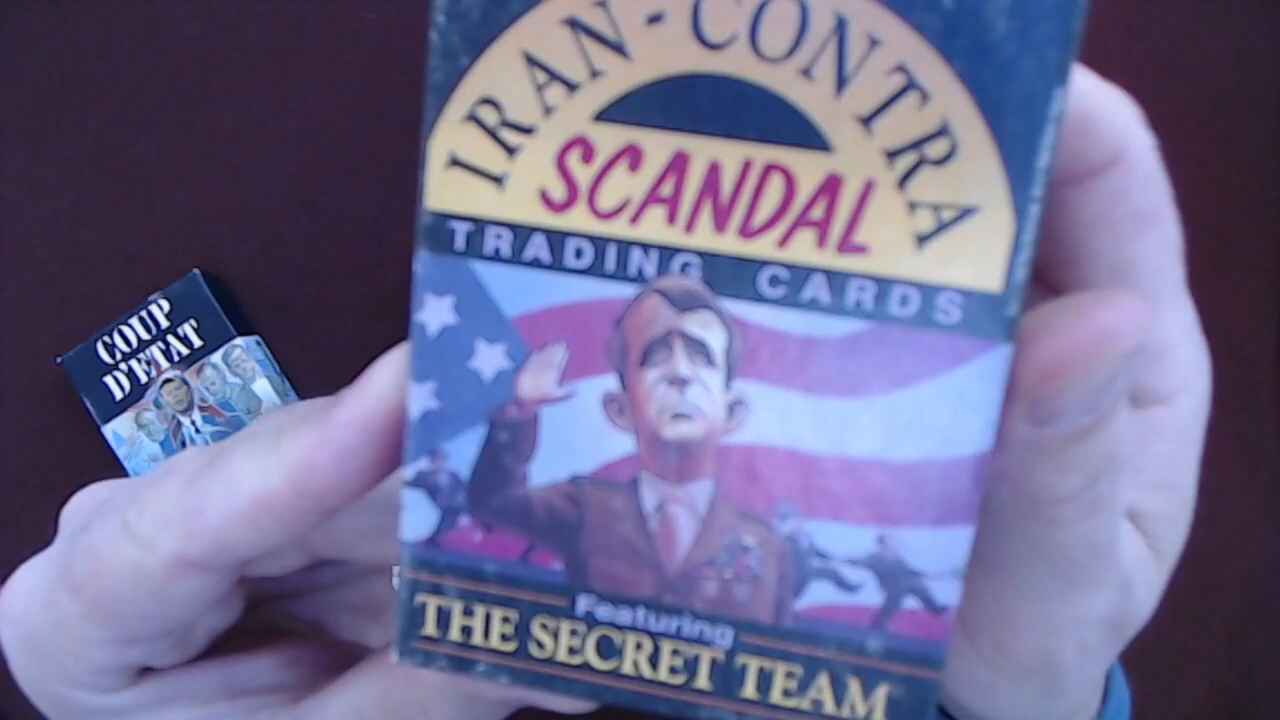 IRAN-CONTRA
SCANDAL
TRADING CARDS
Featuring
THE SECRET TEAM
COUP
D'ETAT